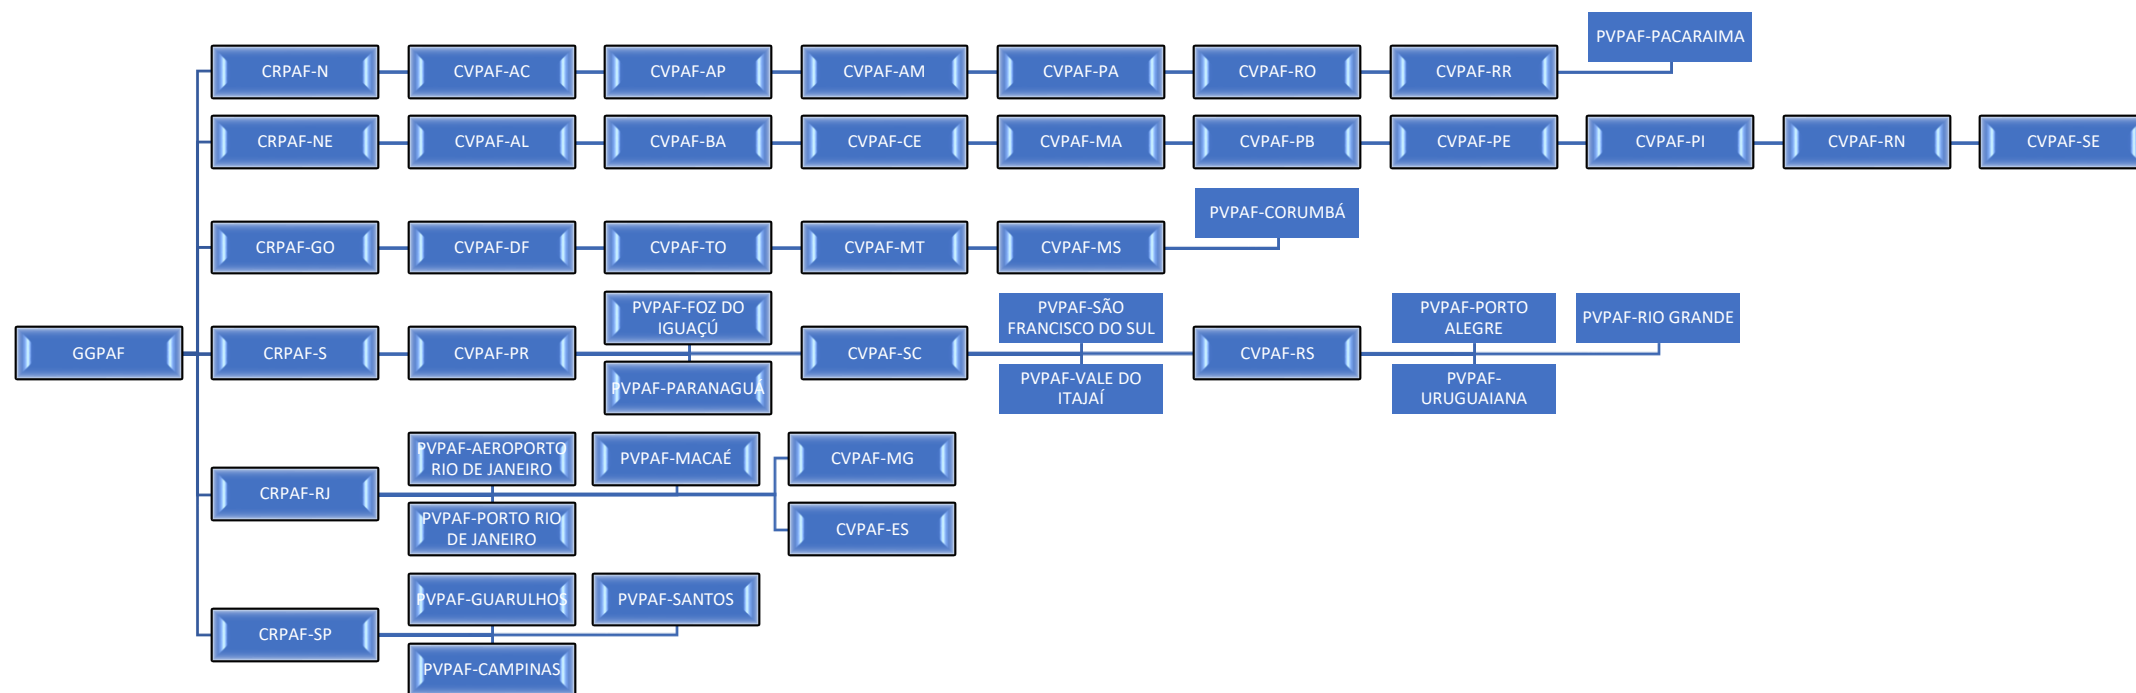 PVPAF-PACARAIMA
CRPAF-N
CVPAF-AC
CVPAF-AP
CVPAF-AM
CVPAF-PA
CVPAF-RO
CVPAF-RR
CRPAF-NE
CVPAF-AL
CVPAF-BA
CVPAF-CE
CVPAF-MA
CVPAF-PB
CVPAF-PE
CVPAF-PI
CVPAF-RN
CVPAF-SE
PVPAF-CORUMBÁ
CRPAF-GO
CVPAF-DF
CVPAF-TO
CVPAF-MT
CVPAF-MS
GGPAF
CRPAF-S
CVPAF-PR
PVPAF-FOZ DO
IGUAÇÚ
PVPAF-PARANAGUÁ
CVPAF-SC
PVPAF-SÃO
FRANCISCO DO SUL
PVPAF-VALE DO
ITAJAÍ
CVPAF-RS
PVPAF-PORTO
ALEGRE
PVPAF-URUGUAIANA
PVPAF-RIO GRANDE
CRPAF-RJ
PVPAF-AEROPORTO
RIO DE JANEIRO
PVPAF-PORTO RIO
DE JANEIRO
PVPAF-MACAÉ
CVPAF-MG
CVPAF-ES
CRPAF-SP
PVPAF-GUARULHOS
PVPAF-CAMPINAS
PVPAF-SANTOS